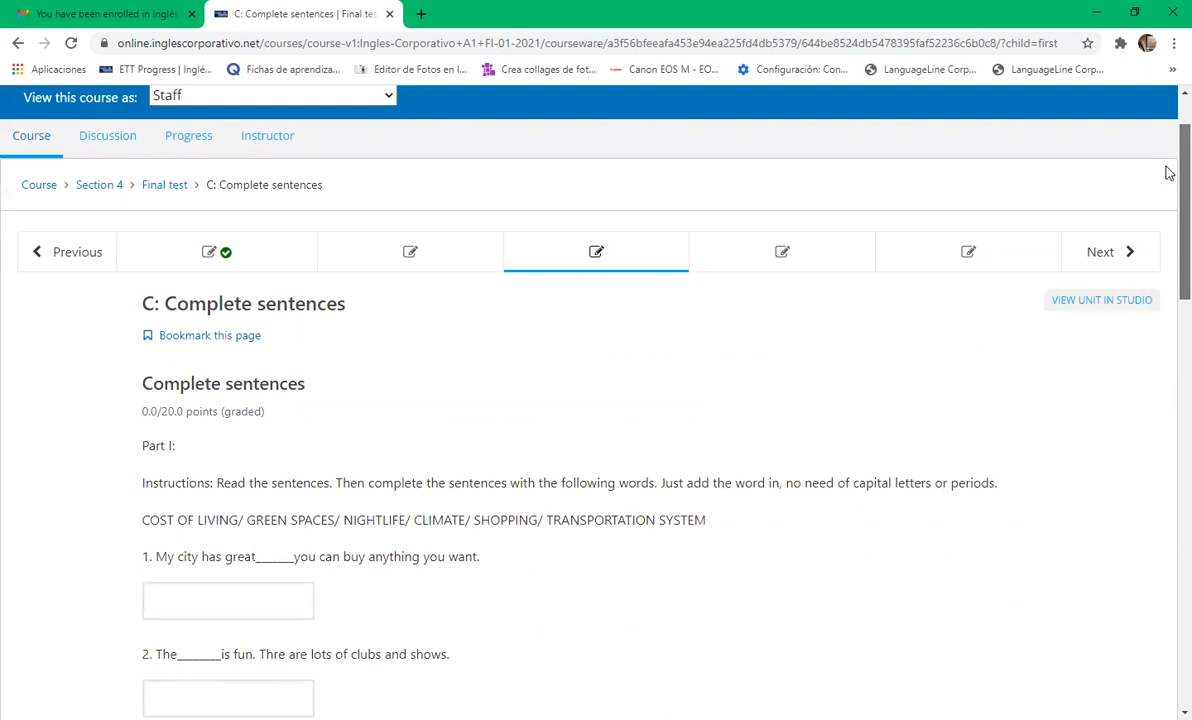 You have been enrolled in Inglés
C: Complete sentences | Final tes
online.inglescorporativo.net/courses/course-v1:Ingles-Corporativo+A1+FI-01-2021/courseware/a3f56bfeeafa453e94ea225fd4db5379/644be8524db5478395faf52236c6b0c8/?child=first
Aplicaciones
ETT Progress | Inglé...
Fichas de aprendiza...
Editor de Fotos en l...
Crea collages de fot...
Canon EOS M - EO...
Configuración: Con...
LanguageLine Corp...
LanguageLine Corp...
»
View this course as:
Staff
Course
Discussion
Progress
Instructor
Course > Section 4 > Final test > C: Complete sentences
Previous
Next
C: Complete sentences
VIEW UNIT IN STUDIO
Bookmark this page
Complete sentences
0.0/20.0 points (graded)
Part I:
Instructions: Read the sentences. Then complete the sentences with the following words. Just add the word in, no need of capital letters or periods.
COST OF LIVING/ GREEN SPACES/ NIGHTLIFE/ CLIMATE/ SHOPPING/ TRANSPORTATION SYSTEM
1. My city has great_______you can buy anything you want.
2. The________is fun. Thre are lots of clubs and shows.